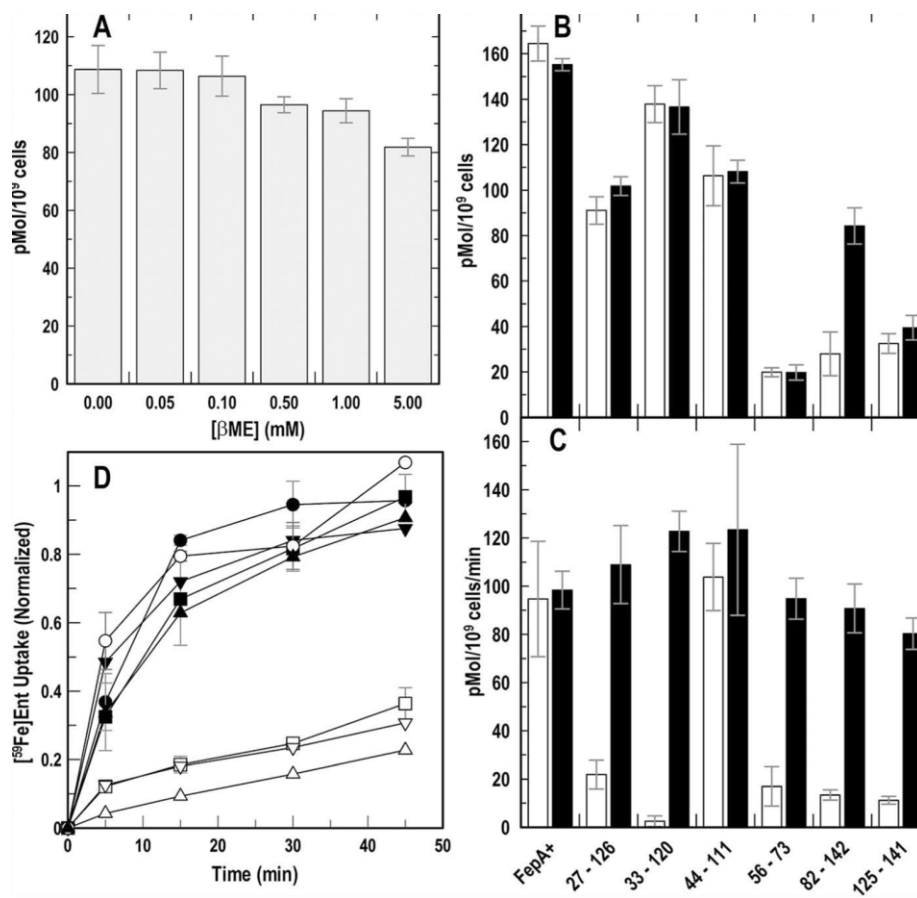 A
120
100
80
60
40
20
0
pMol/10⁹ cells
0.00 0.05 0.10 0.50 1.00 5.00
[βME] (mM)
B
160
140
120
100
80
60
40
20
0
pMol/10⁹ cells
D
1
0.8
0.6
0.4
0.2
0
[⁵⁹Fe]Ent Uptake (Normalized)
0 10 20 30 40 50
Time (min)
C
160
140
120
100
80
60
40
20
0
pMol/10⁹ cells/min
FepA+ 27 - 126 33 - 120 44 - 111 56 - 73 82 - 142 125 - 141